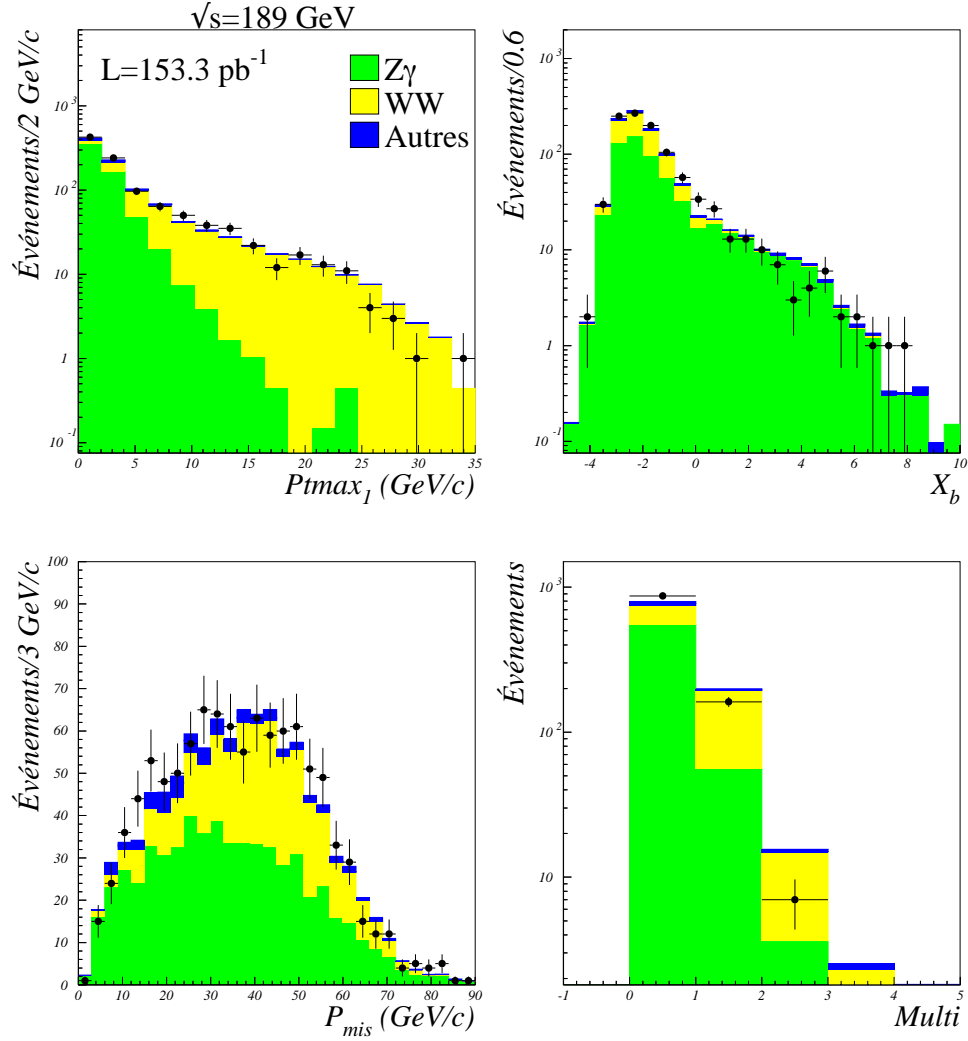 √s=189 GeV
L=153.3 pb⁻¹
Zγ
WW
Autres
Événements/2 GeV/c
10³
10²
10
1
10⁻¹
0 5 10 15 20 25 30 35
Ptmax₁ (GeV/c)
Événements/0.6
10³
10²
10
1
10⁻¹
-4 -2 0 2 4 6 8 10
X_b
Événements/3 GeV/c
100
90
80
70
60
50
40
30
20
10
0
0 10 20 30 40 50 60 70 80 90
P_mis (GeV/c)
Événements
10³
10²
10
-1 0 1 2 3 4 5
Multi